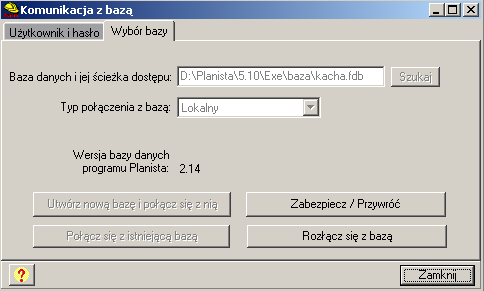 Komunikacja z bazą
Użytkownik i hasło
Wybór bazy
Baza danych i jej ścieżka dostępu:
D:\Planista\5.10\Exe\baza\kacha.fdb
Szukaj
Typ połączenia z bazą:
Lokalny
Wersja bazy danych
programu Planista:
2.14
Utwórz nową bazę i połącz się z nią
Zabezpiecz / Przywróć
Połącz się z istniejącą bazą
Rozłącz się z bazą
?
Zamknij